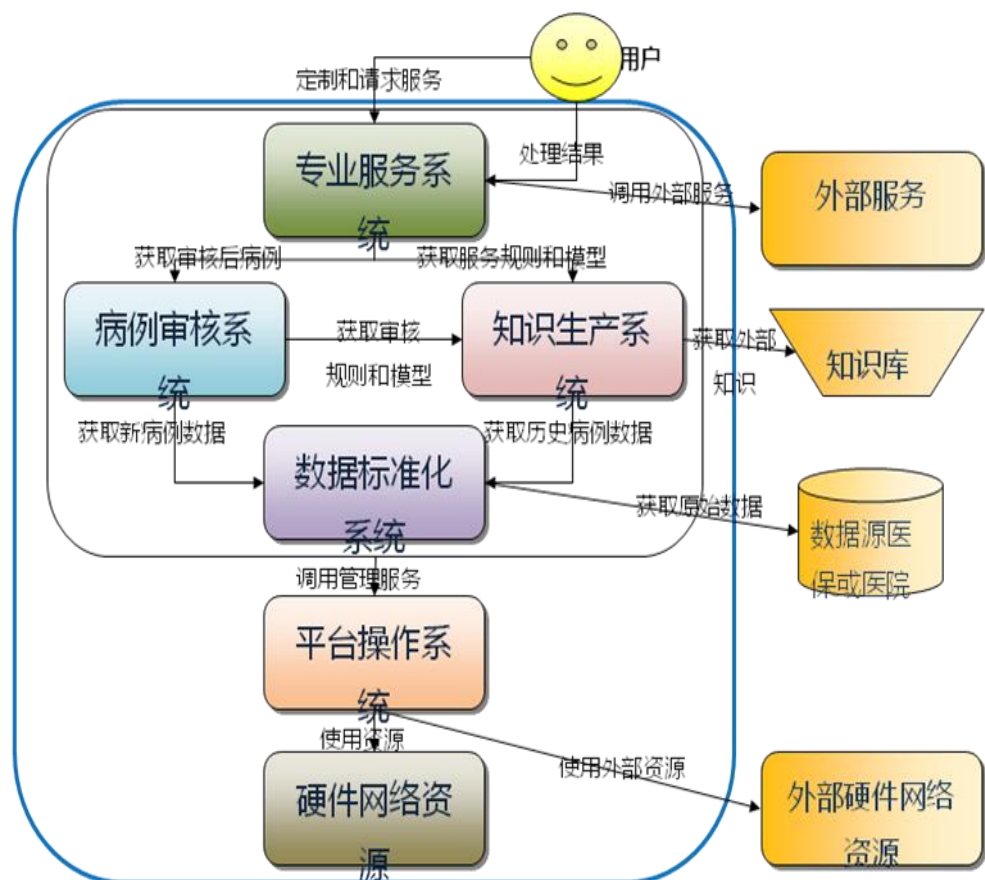 用户
定制和请求服务
处理结果
专业服务系
统
调用外部服务
外部服务
获取审核后病例
获取服务规则和模型
病例审核系
统
获取审核
规则和模型
知识生产系
统
获取外部
知识
知识库
获取新病例数据
获取历史病例数据
数据标准化
系统
获取原始数据
数据源医
保或医院
调用管理服务
平台操作系
统
使用资源
使用外部资源
硬件网络资
源
外部硬件网络
资源